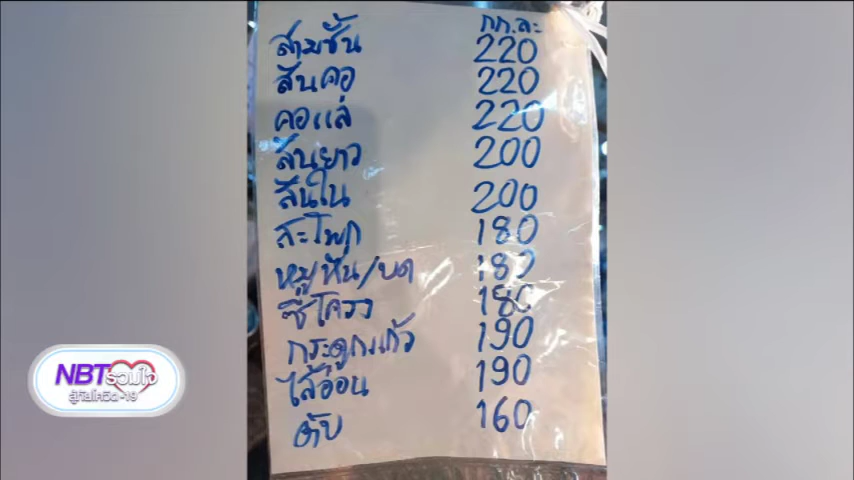 กก.ละ
สามชั้น 220
สันคอ 220
คอแล่ 220
สันยาว 200
สันใน 200
สะโพก 180
หมูหั่น/บด 180
ซี่โครง 180
กระดูกแก้ว 190
ไส้อ่อน 190
ตับ 160
NBT รวมใจ
สู้ภัยโควิด-19